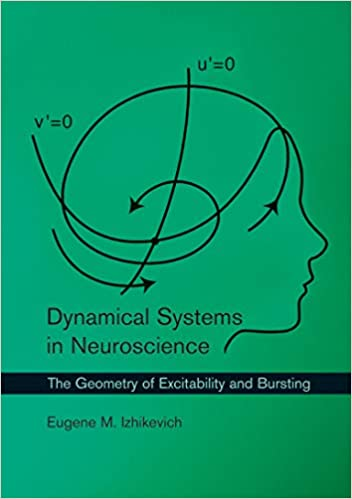 u'=0
v'=0
Dynamical Systems
in Neuroscience
The Geometry of Excitability and Bursting
Eugene M. Izhikevich